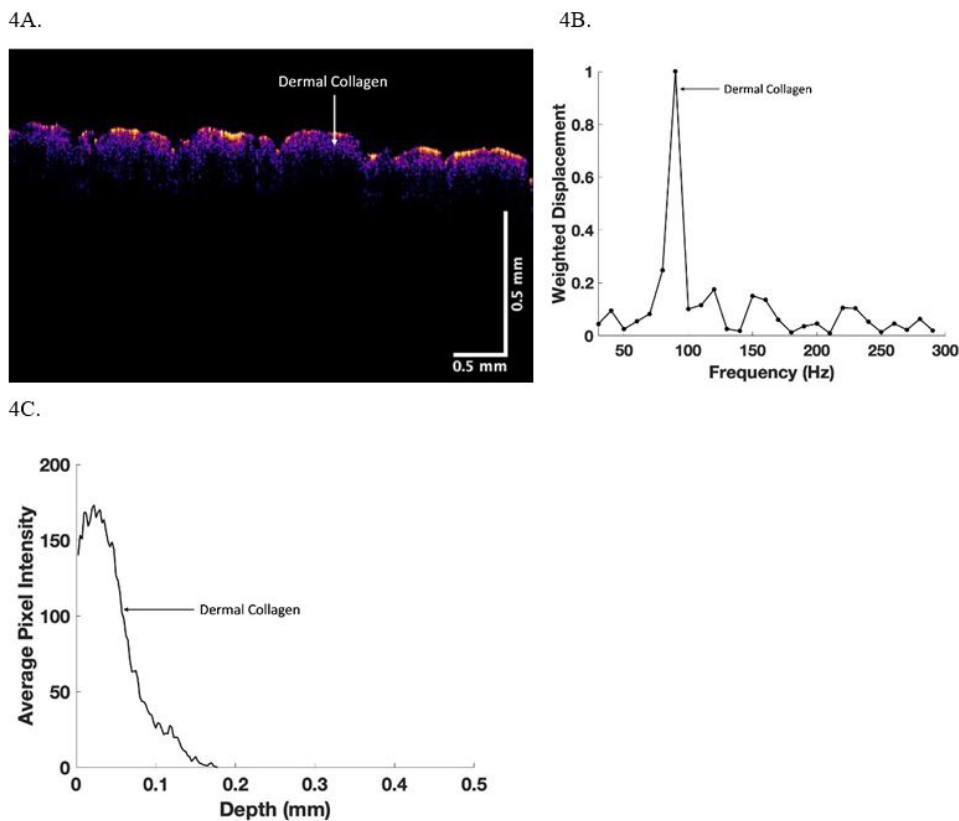 4A.
4B.
Dermal Collagen
0.5 mm
0.5 mm
1
0.8
0.6
0.4
0.2
0
Weighted Displacement
Dermal Collagen
50
100
150
200
250
300
Frequency (Hz)
4C.
200
150
100
50
0
Average Pixel Intensity
Dermal Collagen
0
0.1
0.2
0.3
0.4
0.5
Depth (mm)